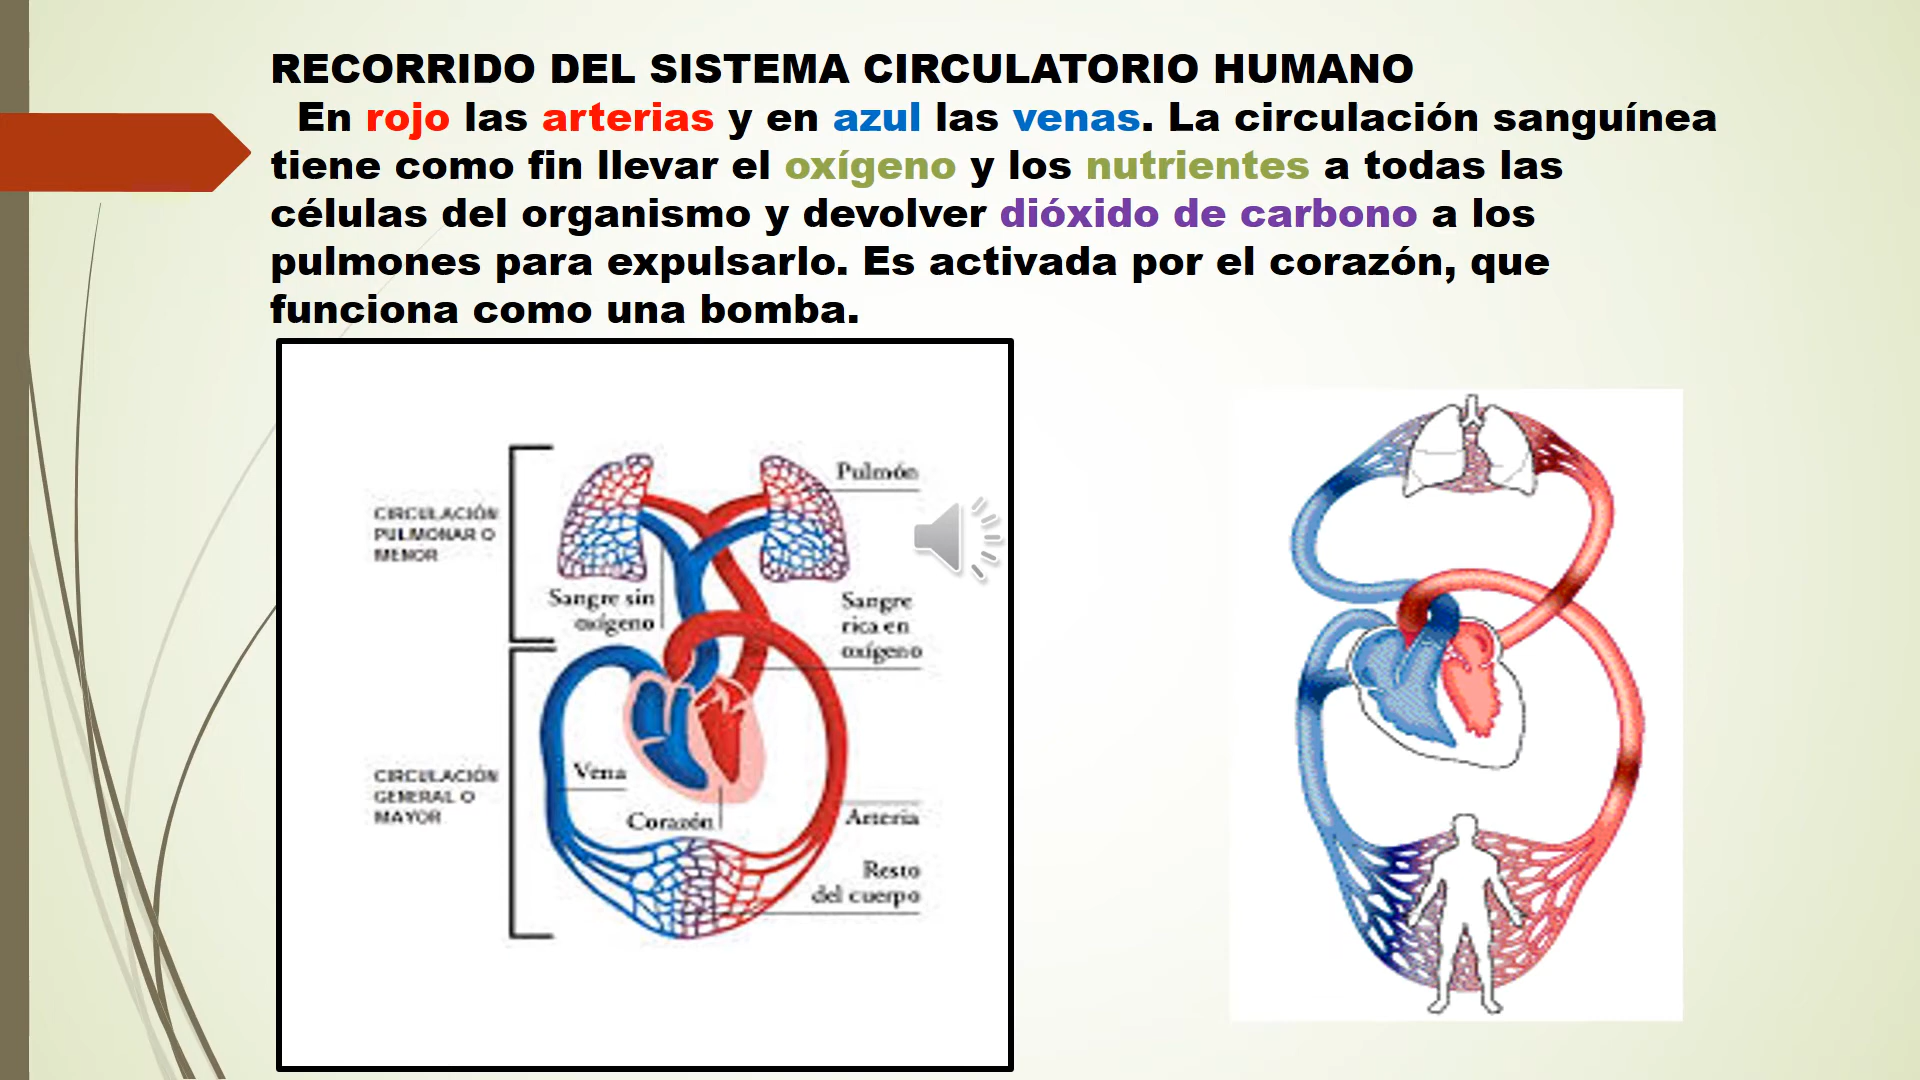 RECORRIDO DEL SISTEMA CIRCULATORIO HUMANO
En rojo las arterias y en azul las venas. La circulación sanguínea
tiene como fin llevar el oxígeno y los nutrientes a todas las
células del organismo y devolver dióxido de carbono a los
pulmones para expulsarlo. Es activada por el corazón, que
funciona como una bomba.
Pulmón
CIRCULACIÓN
PULMONAR O
MENOR
Sangre sin
oxígeno
Sangre
rica en
oxígeno
Vena
CIRCULACIÓN
GENERAL O
MAYOR
Corazón
Arteria
Resto
del cuerpo